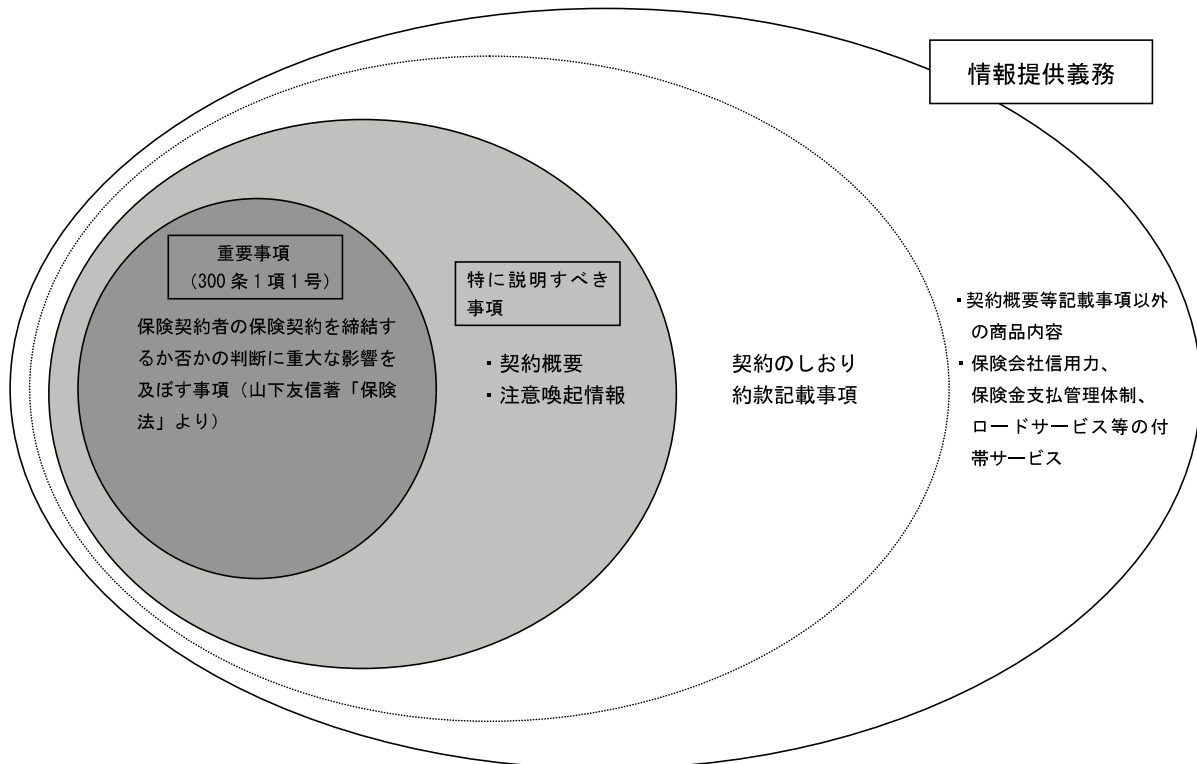 情報提供義務
重要事項
（300条1項1号）
保険契約者の保険契約を締結す
るか否かの判断に重大な影響を
及ぼす事項（山下友信著「保険
法」より）
特に説明すべき
事項
・契約概要
・注意喚起情報
契約のしおり
約款記載事項
・契約概要等記載事項以外
の商品内容
・保険会社信用力、
保険金支払管理体制、
ロードサービス等の付
帯サービス